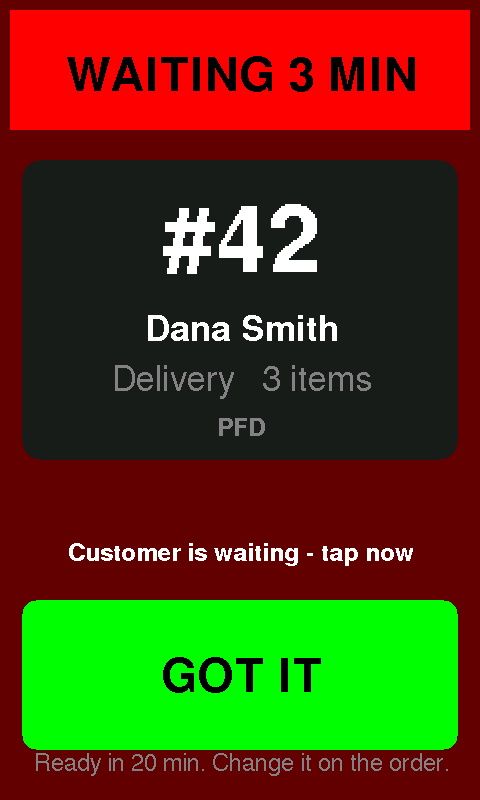 WAITING 3 MIN
#42
Dana Smith
Delivery 3 items
PFD
Customer is waiting - tap now
GOT IT
Ready in 20 min. Change it on the order.